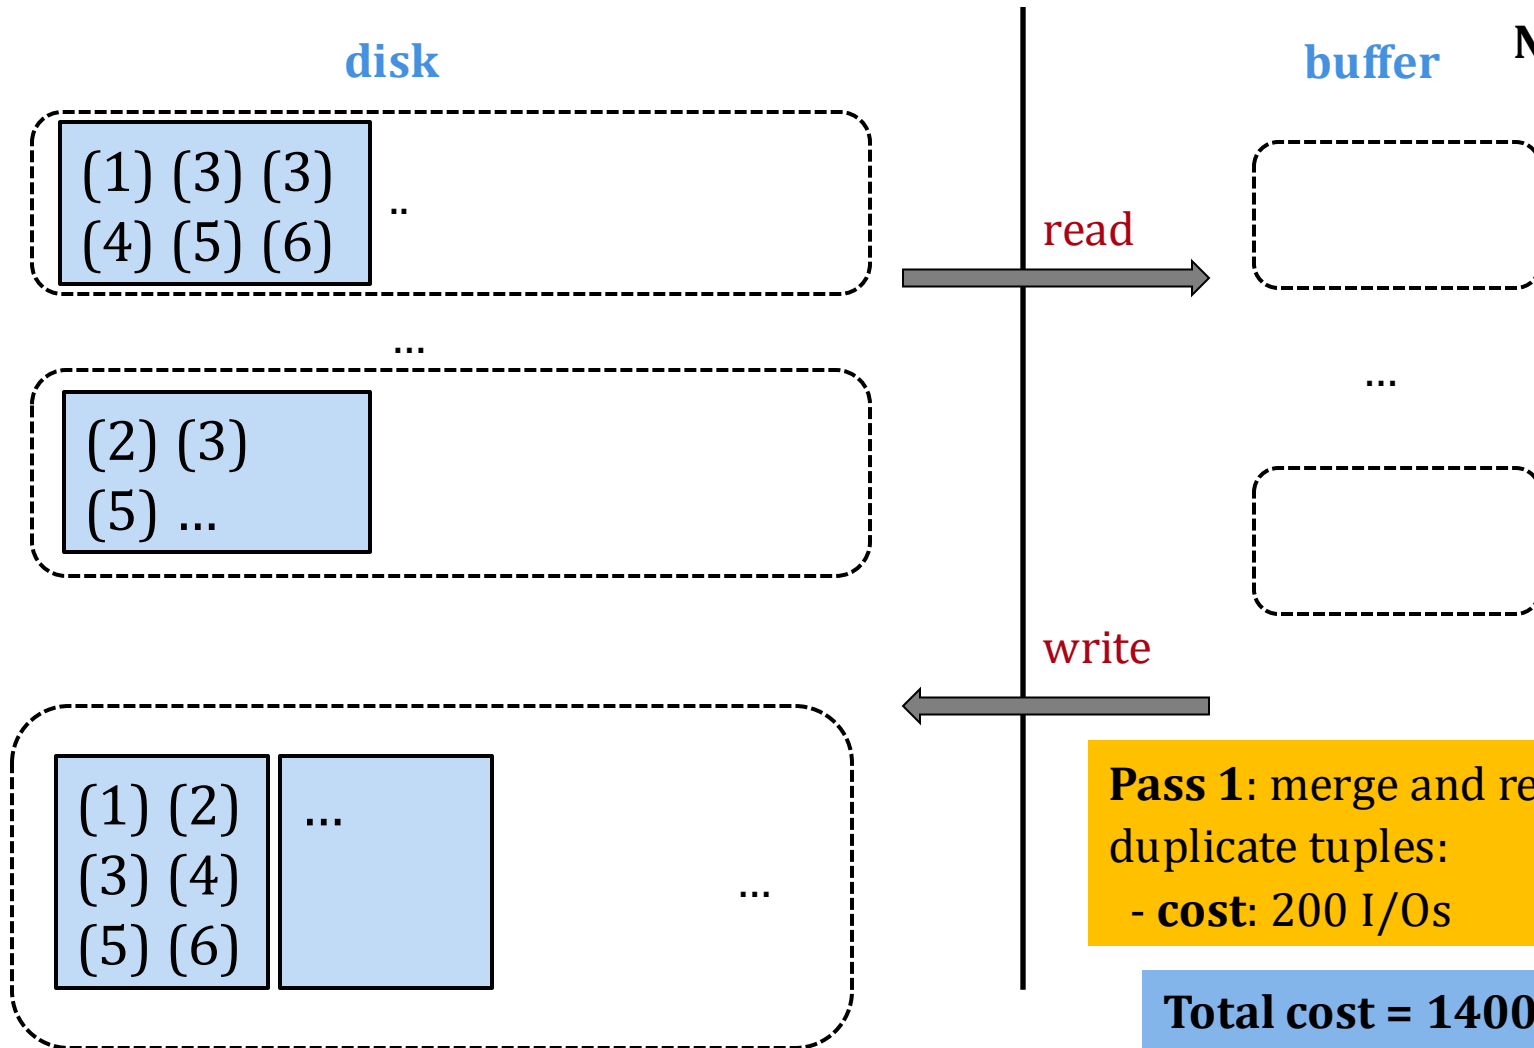 disk
buffer
N
(1) (3) (3)
(4) (5) (6)
..
read
...
(2) (3)
(5) ...
...
write
(1) (2)
(3) (4)
(5) (6)
...
...
Pass 1: merge and re
duplicate tuples:
- cost: 200 I/Os
Total cost = 1400